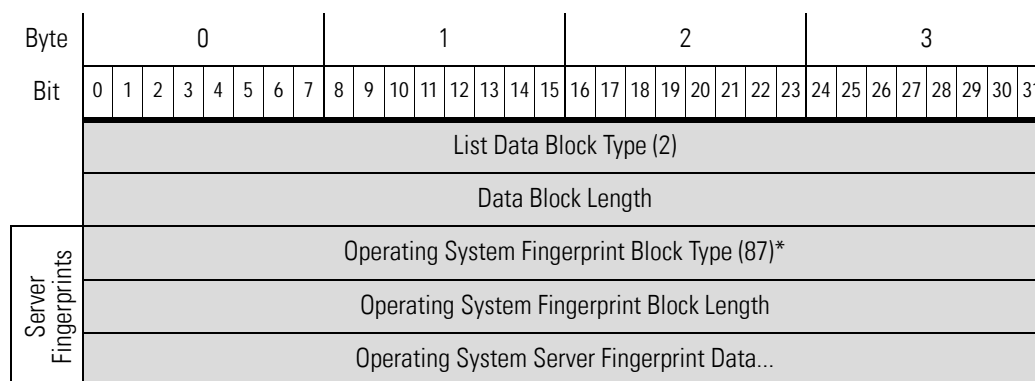 Byte 0 1 2 3
Bit 0 1 2 3 4 5 6 7 8 9 10 11 12 13 14 15 16 17 18 19 20 21 22 23 24 25 26 27 28 29 30 31
List Data Block Type (2)
Data Block Length
Server
Fingerprints
Operating System Fingerprint Block Type (87)*
Operating System Fingerprint Block Length
Operating System Server Fingerprint Data...